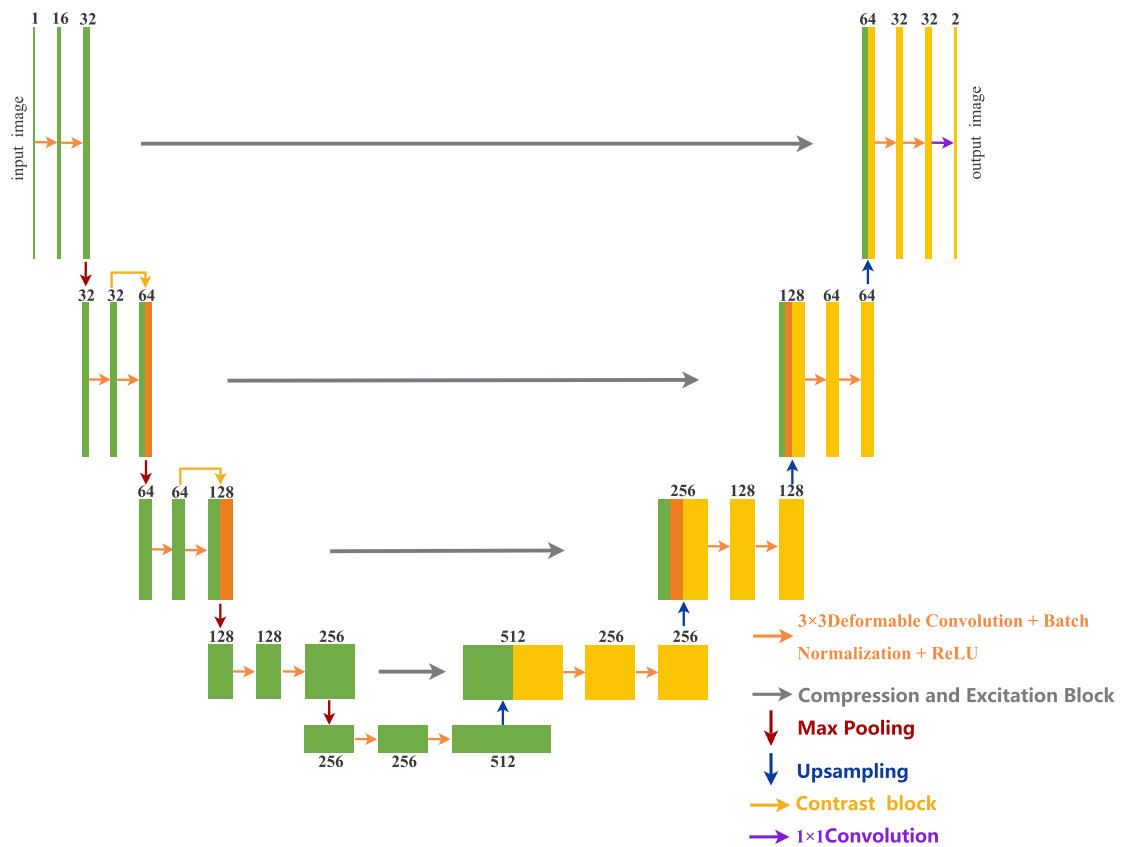 1 16 32
64 32 32 2
input image
output image
32 32 64
128 64 64
64 64 128
256 128 128
128 128 256
512 256 256
256 256 512
3×3Deformable Convolution + Batch
Normalization + ReLU
Compression and Excitation Block
Max Pooling
Upsampling
Contrast block
1×1Convolution